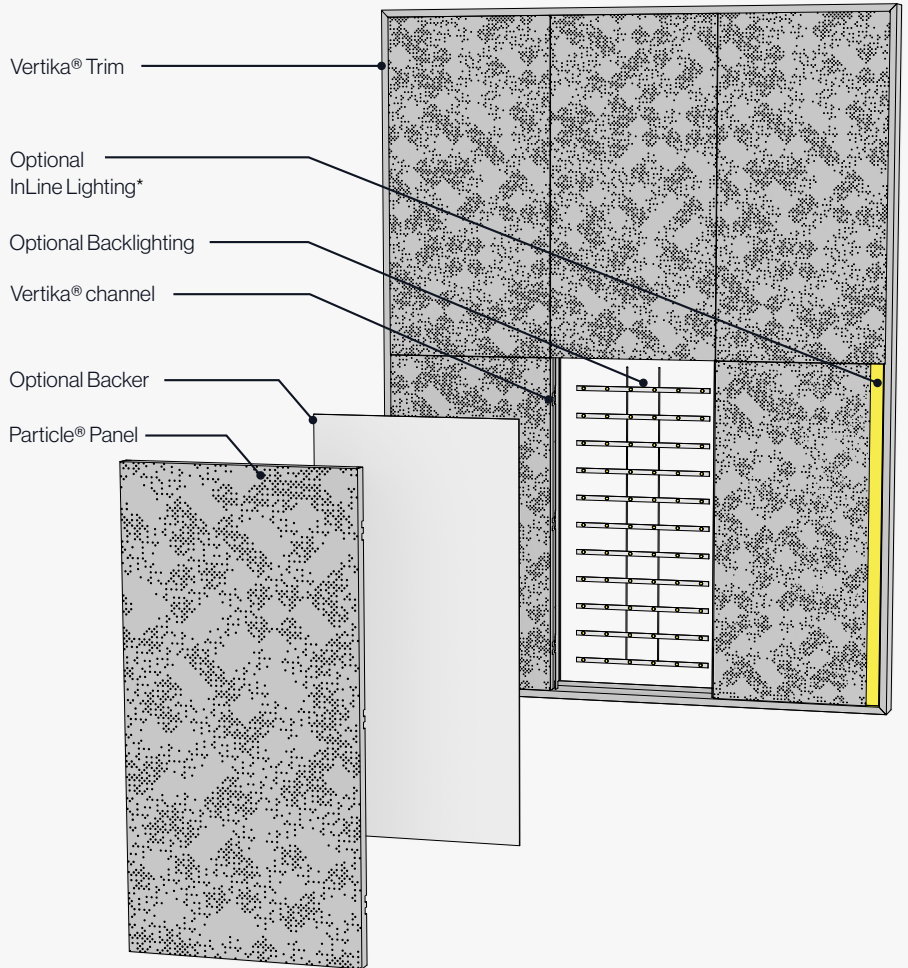 Vertika® Trim
Optional
InLine Lighting*
Optional Backlighting
Vertika® channel
Optional Backer
Particle® Panel